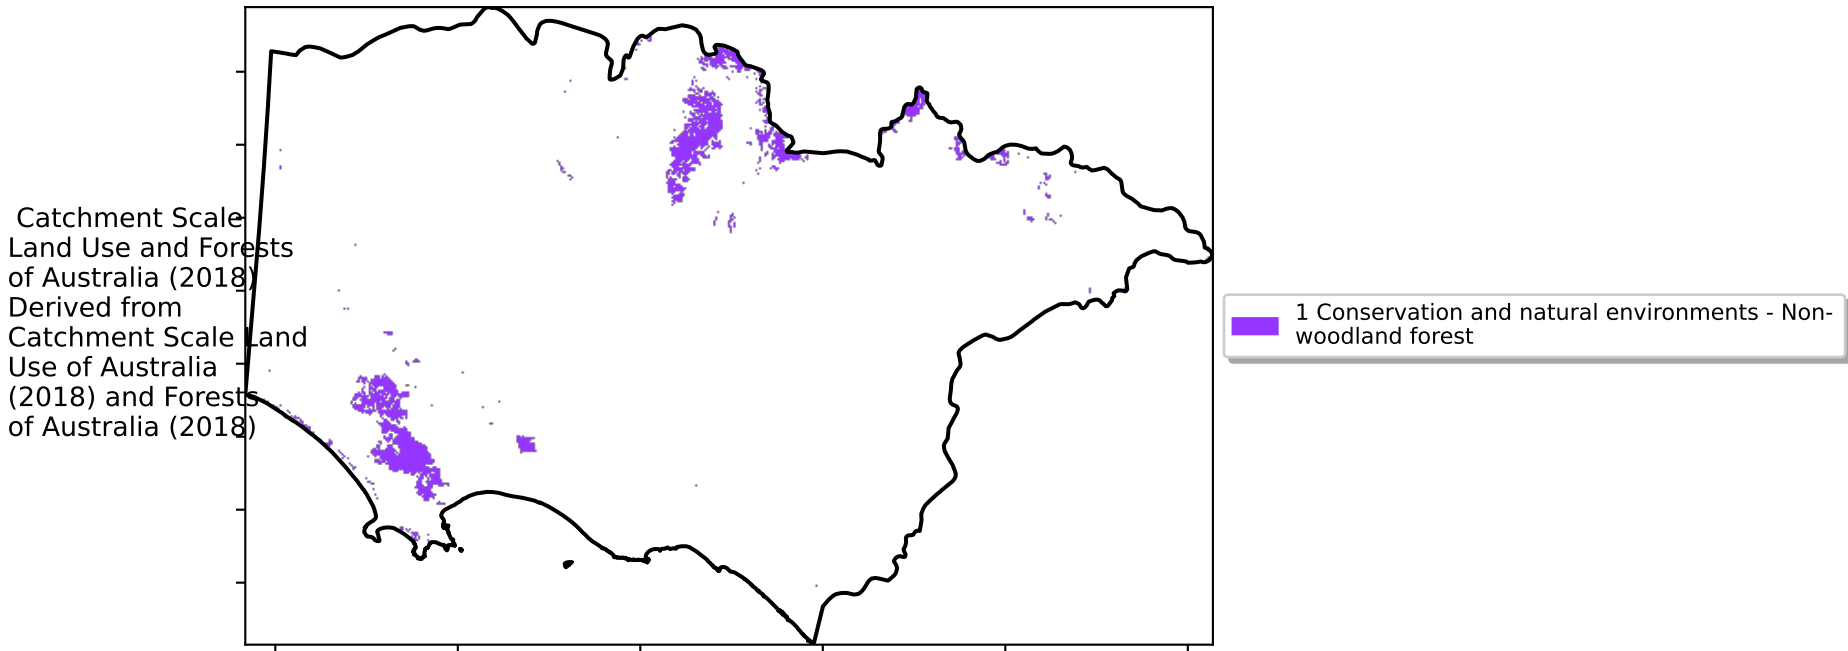 Catchment Scale
Land Use and Forests
of Australia (2018)
Derived from
Catchment Scale Land
Use of Australia
(2018) and Forests
of Australia (2018)
1 Conservation and natural environments - Non-
woodland forest